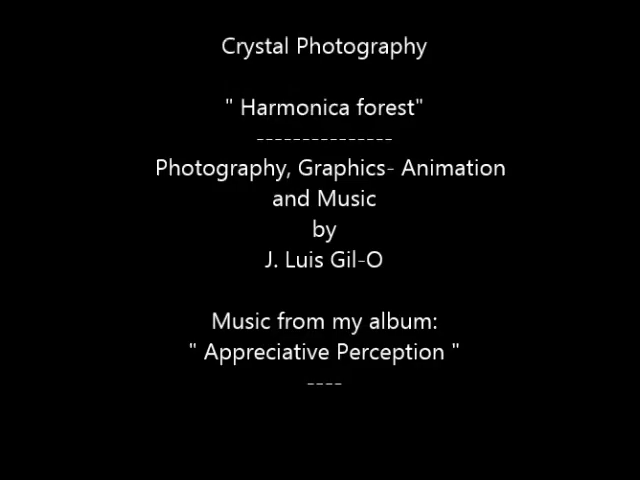 Crystal Photography
" Harmonica forest"
---------------
Photography, Graphics- Animation
and Music
by
J. Luis Gil-O
Music from my album:
" Appreciative Perception "
----